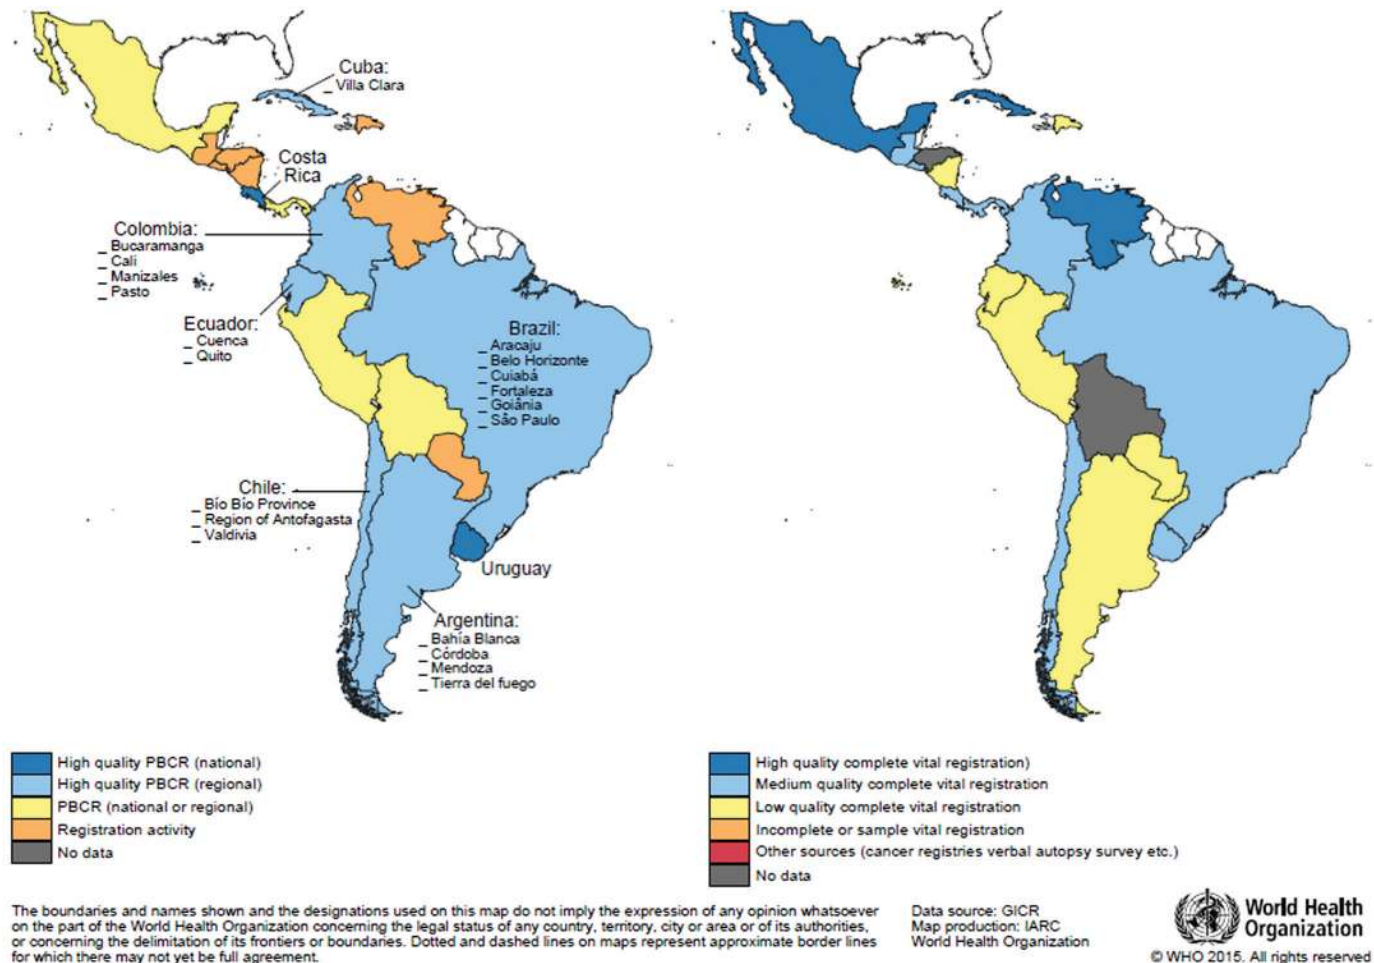 Cuba:
_ Villa Clara
Costa
Rica
Colombia:
_ Bucaramanga
_ Cali
_ Manizales
_ Pasto
Ecuador:
_ Cuenca
_ Quito
Brazil:
_ Aracaju
_ Belo Horizonte
_ Cuiabá
_ Fortaleza
_ Goiânia
_ São Paulo
Chile:
_ Bío Bío Province
_ Region of Antofagasta
_ Valdivia
Uruguay
Argentina:
_ Bahía Blanca
_ Córdoba
_ Mendoza
_ Tierra del fuego
High quality PBCR (national)
High quality PBCR (regional)
PBCR (national or regional)
Registration activity
No data
High quality complete vital registration)
Medium quality complete vital registration
Low quality complete vital registration
Incomplete or sample vital registration
Other sources (cancer registries verbal autopsy survey etc.)
No data
The boundaries and names shown and the designations used on this map do not imply the expression of any opinion whatsoever
on the part of the World Health Organization concerning the legal status of any country, territory, city or area or of its authorities,
or concerning the delimitation of its frontiers or boundaries. Dotted and dashed lines on maps represent approximate border lines
for which there may not yet be full agreement.
Data source: GICR
Map production: IARC
World Health Organization
World Health
Organization
© WHO 2015. All rights reserved